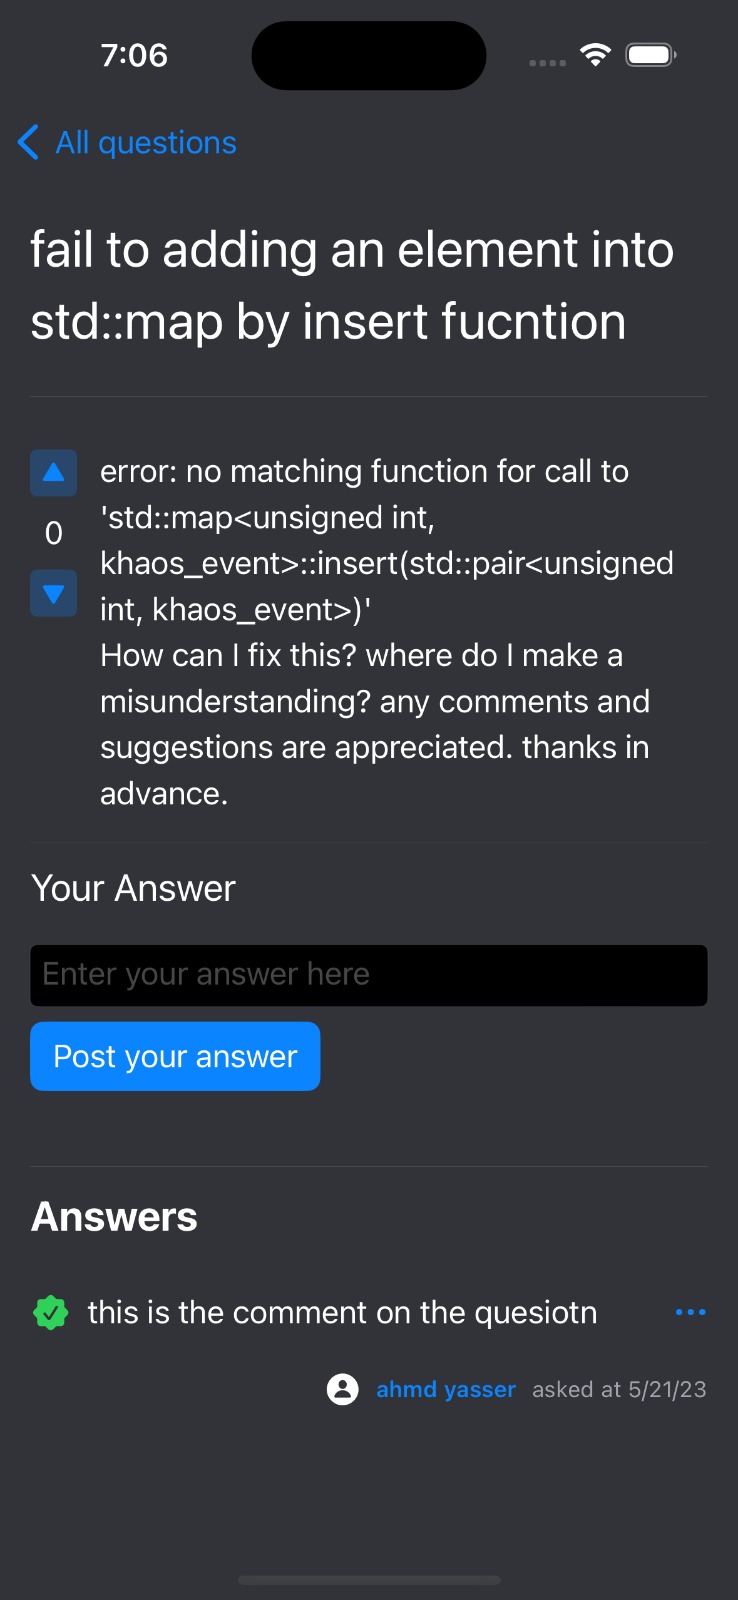 7:06
All questions
fail to adding an element into
std::map by insert fucntion
error: no matching function for call to
'std::map<unsigned int,
khaos_event>::insert(std::pair<unsigned
int, khaos_event>)'
0
How can I fix this? where do I make a
misunderstanding? any comments and
suggestions are appreciated. thanks in
advance.
Your Answer
Enter your answer here
Post your answer
Answers
this is the comment on the quesiotn
ahmd yasser asked at 5/21/23